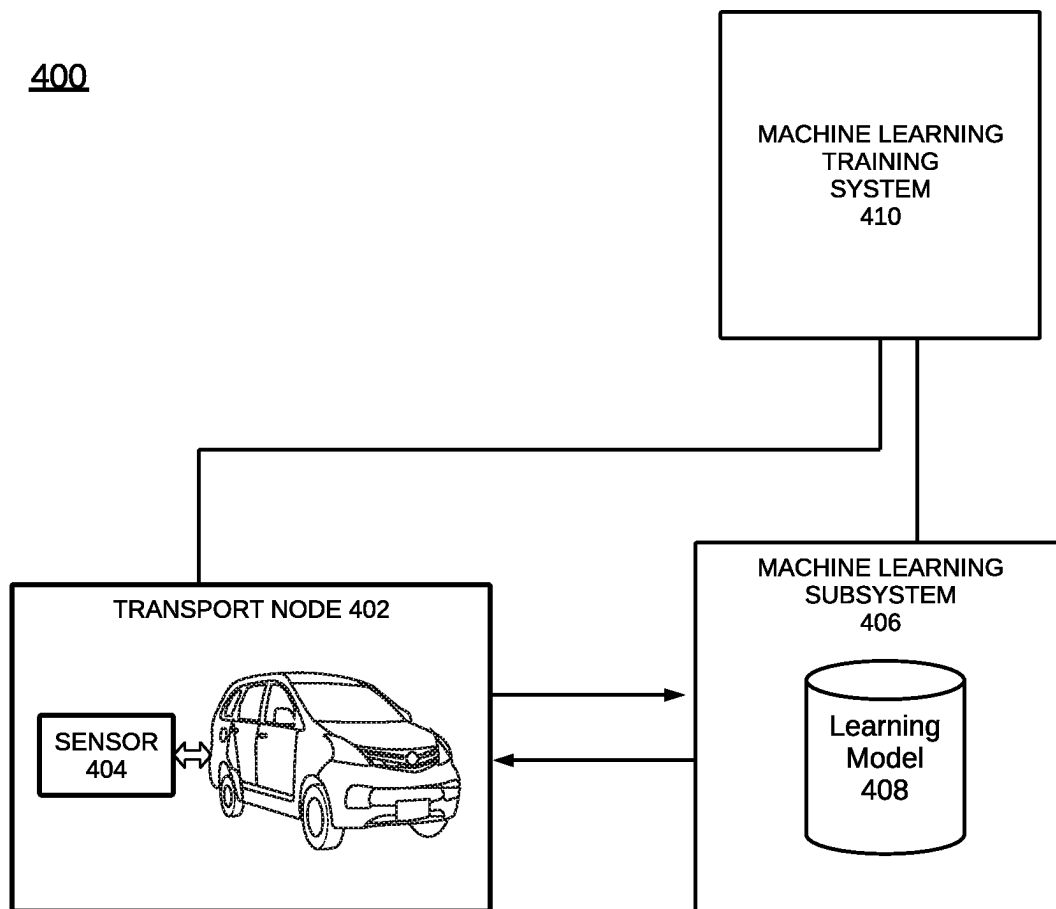 400
MACHINE LEARNING
TRAINING
SYSTEM
410
TRANSPORT NODE 402
SENSOR
404
MACHINE LEARNING
SUBSYSTEM
406
Learning
Model
408